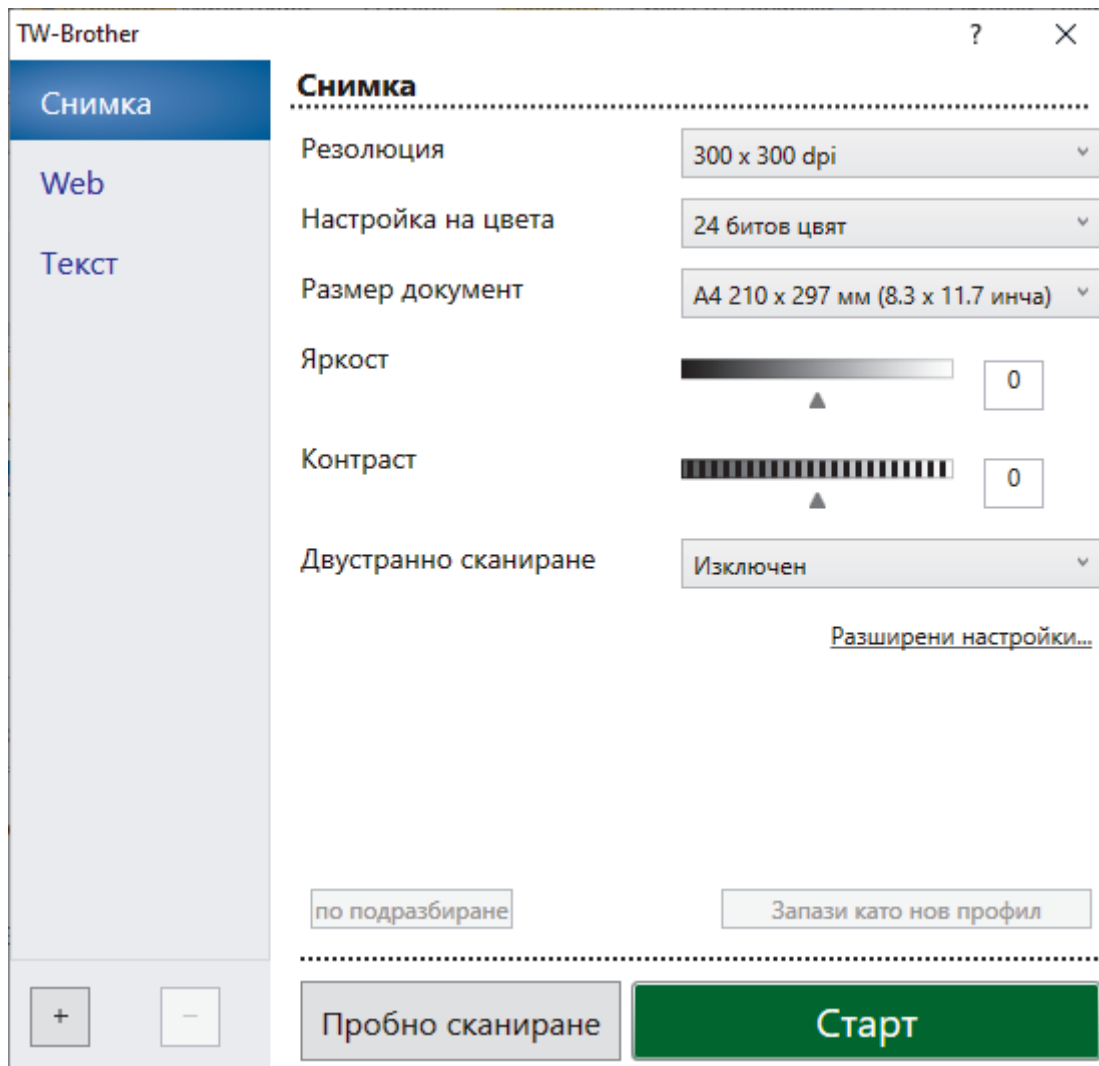 TW-Brother
Снимка
Web
Текст
Снимка
Резолюция
300 x 300 dpi
Настройка на цвета
24 битов цвят
Размер документ
A4 210 x 297 мм (8.3 x 11.7 инча)
Яркост
0
Контраст
0
Двустранно сканиране
Изключен
Разширени настройки...
по подразбиране
Запази като нов профил
Пробно сканиране
Старт